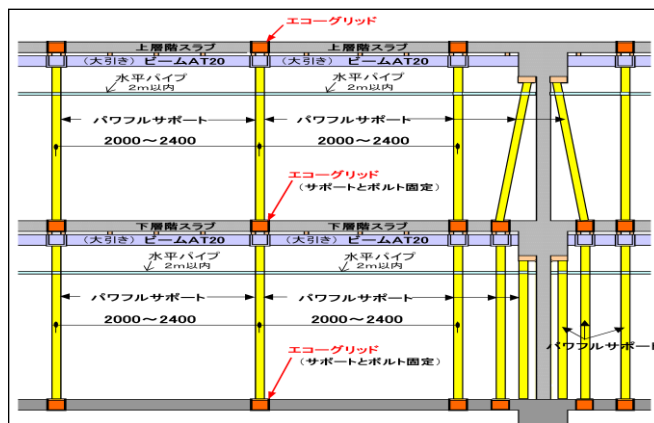 エコーグリッド
上層階スラブ
上層階スラブ
(大引き) ビームAT20
(大引き) ビームAT20
水平パイプ
2m以内
水平パイプ
2m以内
パワフルサポート
パワフルサポート
2000～2400
2000～2400
エコーグリッド
(サポートとボルト固定)
下層階スラブ
下層階スラブ
(大引き) ビームAT20
(大引き) ビームAT20
水平パイプ
2m以内
水平パイプ
2m以内
パワフルサポート
パワフルサポート
2000～2400
2000～2400
パワフルサポート
エコーグリッド
(サポートとボルト固定)